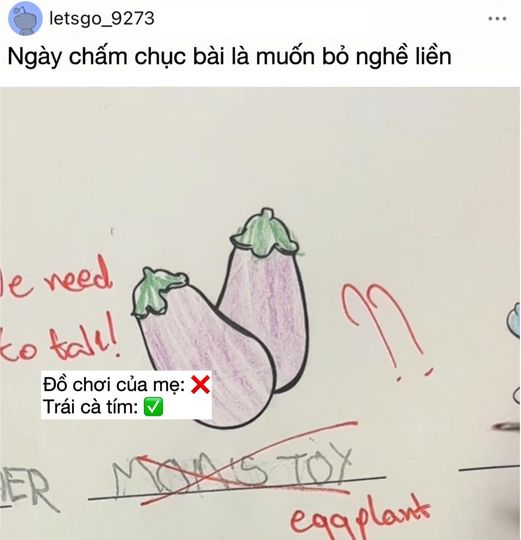 letsgo_9273
Ngày chấm chục bài là muốn bỏ nghề liền
need
to talk!
??
Đồ chơi của mẹ: ❌
Trái cà tím: ✅
MOM'S TOY
eggplant